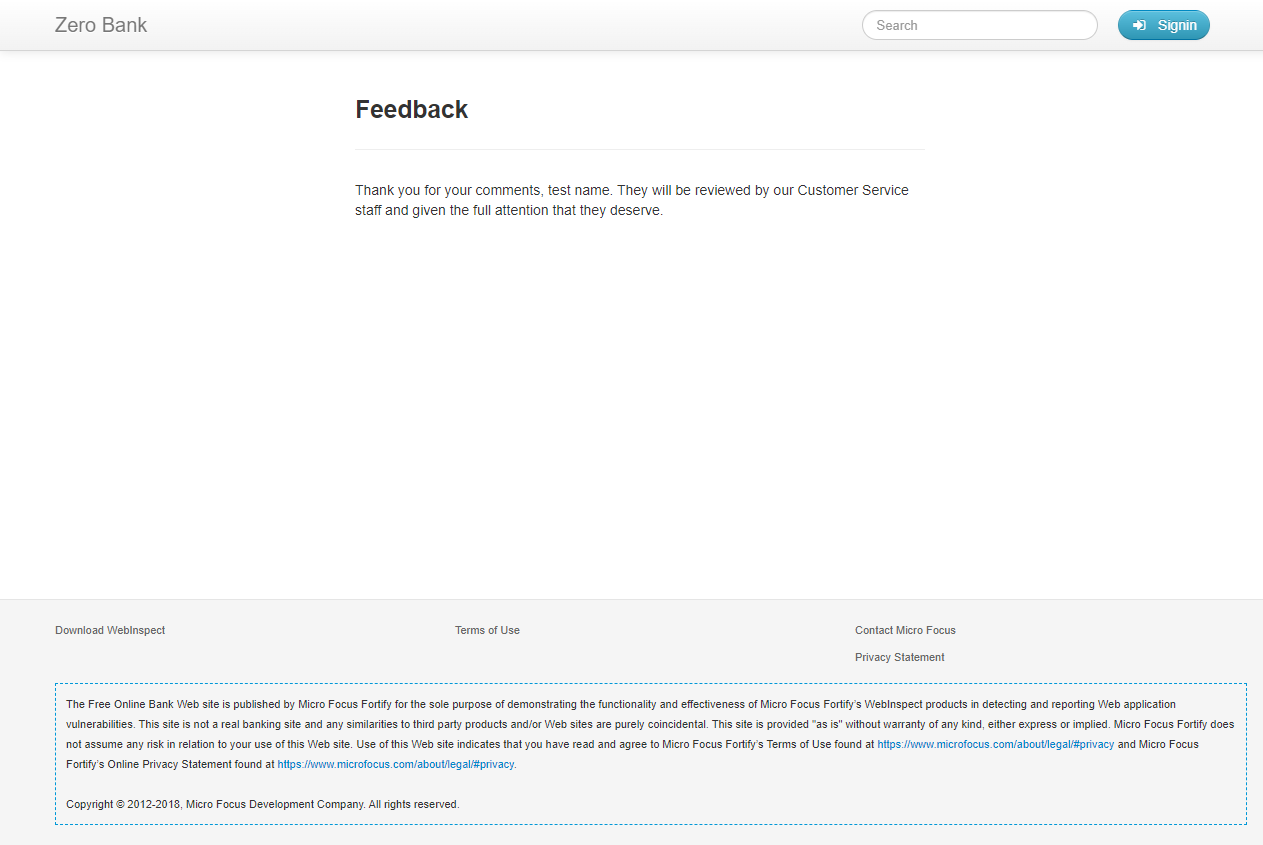 Zero Bank
Search
Signin
Feedback
Thank you for your comments, test name. They will be reviewed by our Customer Service
staff and given the full attention that they deserve.
Download WebInspect
Terms of Use
Contact Micro Focus
Privacy Statement
The Free Online Bank Web site is published by Micro Focus Fortify for the sole purpose of demonstrating the functionality and effectiveness of Micro Focus Fortify's WebInspect products in detecting and reporting Web application
vulnerabilities. This site is not a real banking site and any similarities to third party products and/or Web sites are purely coincidental. This site is provided "as is" without warranty of any kind, either express or implied. Micro Focus Fortify does
not assume any risk in relation to your use of this Web site. Use of this Web site indicates that you have read and agree to Micro Focus Fortify's Terms of Use found at https://www.microfocus.com/about/legal/#privacy and Micro Focus
Fortify's Online Privacy Statement found at https://www.microfocus.com/about/legal/#privacy.
Copyright © 2012-2018, Micro Focus Development Company. All rights reserved.